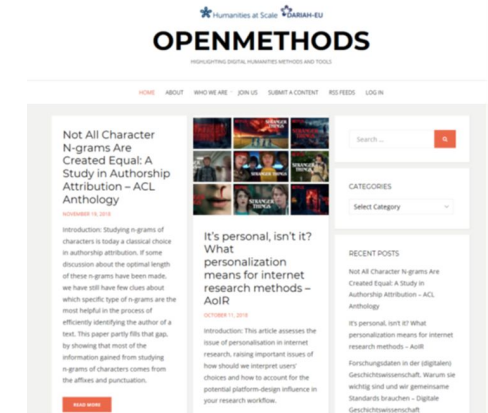 Humanities at Scale DARIAH-EU
OPENMETHODS
HIGHLIGHTING DIGITAL HUMANITIES METHODS AND TOOLS
HOME ABOUT WHO WE ARE JOIN US SUBMIT A CONTENT RSS FEEDS LOG IN
Not All Character
N-grams Are
Created Equal: A
Study in Authorship
Attribution – ACL
Anthology
NOVEMBER 19, 2018
Introduction: Studying n-grams of
characters is today a classical choice
in authorship attribution. If some
discussion about the optimal length
of these n-grams have been made,
we have still have few clues about
which specific type of n-grams are the
most helpful in the process of
efficiently identifying the author of a
text. This paper partly fills that gap,
by showing that most of the
information gained from studying
n-grams of characters comes from
the affixes and punctuation.
READ MORE
STRANGER THINGS
STRANGER THINGS
It's personal, isn't it?
What
personalization
means for internet
research methods –
AoIR
OCTOBER 11, 2018
Introduction: This article assesses the
issue of personalisation in internet
research, raising important issues of
how should we interpret users'
choices and how to account for the
potential platform-design influence in
your research workflow.
Search ...
CATEGORIES
Select Category
RECENT POSTS
Not All Character N-grams Are
Created Equal: A Study in
Authorship Attribution – ACL
Anthology
It's personal, isn't it? What
personalization means for internet
research methods – AoIR
Forschungsdaten in der (digitalen)
Geschichtswissenschaft. Warum sie
wichtig sind und wir gemeinsame
Standards brauchen – Digitale
Geschichtswissenschaft